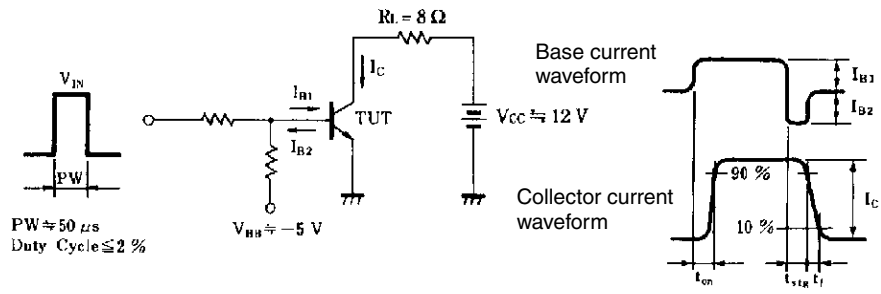 V_IN
PW
PW≒50 μs
Duty Cycle≦2 %
I_B1
I_B2
V_BB≒−5 V
R_L=8 Ω
I_C
TUT
V_CC≒12 V
Base current
waveform
I_B1
I_B2
Collector current
waveform
90 %
10 %
I_C
t_on
t_stg
t_f